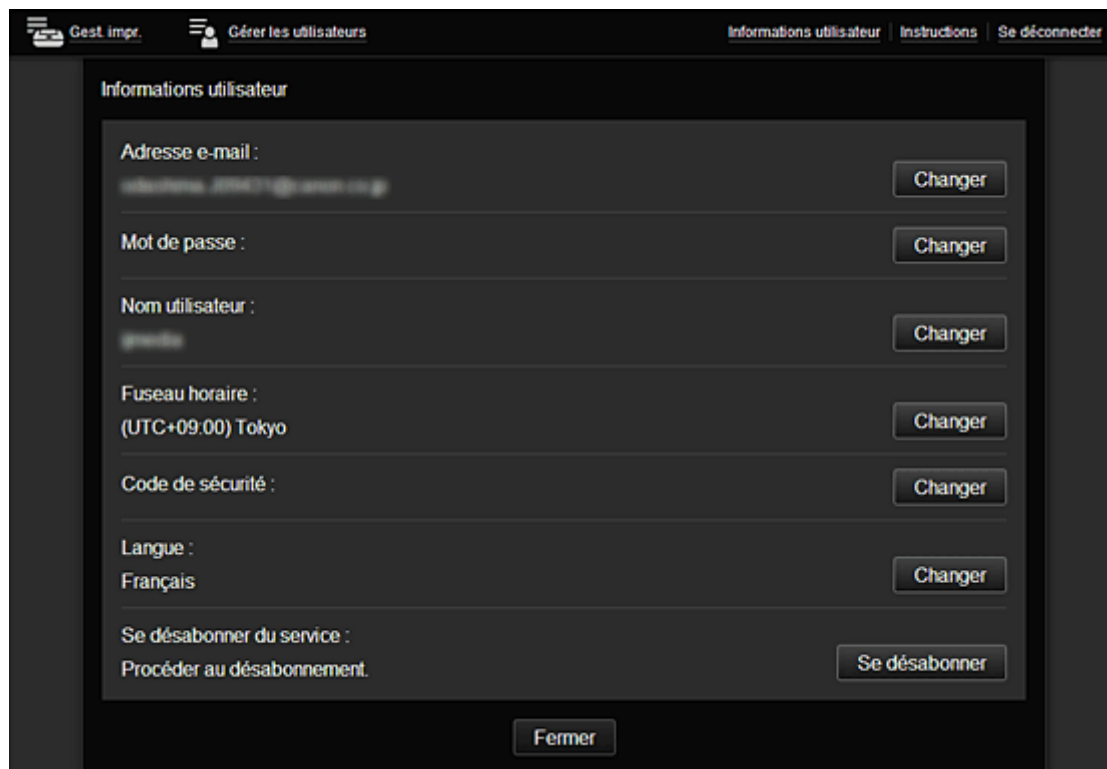 Gest. impr.
Gérer les utilisateurs
Informations utilisateur
Instructions
Se déconnecter
Informations utilisateur
Adresse e-mail :
Changer
Mot de passe :
Changer
Nom utilisateur :
Changer
Fuseau horaire :
(UTC+09:00) Tokyo
Changer
Code de sécurité :
Changer
Langue :
Français
Changer
Se désabonner du service :
Procéder au désabonnement.
Se désabonner
Fermer